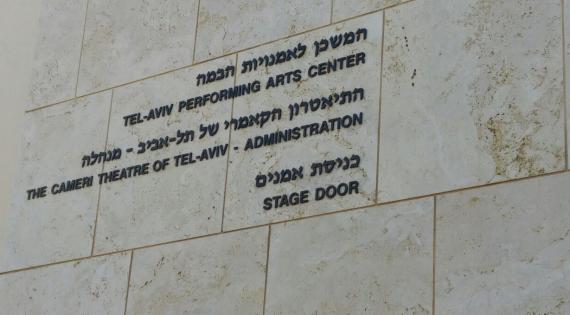 המשכן לאמנויות הבמה
TEL-AVIV PERFORMING ARTS CENTER
התיאטרון הקאמרי של תל-אביב - מנהלה
THE CAMERI THEATRE OF TEL-AVIV - ADMINISTRATION
כניסת אמנים
STAGE DOOR